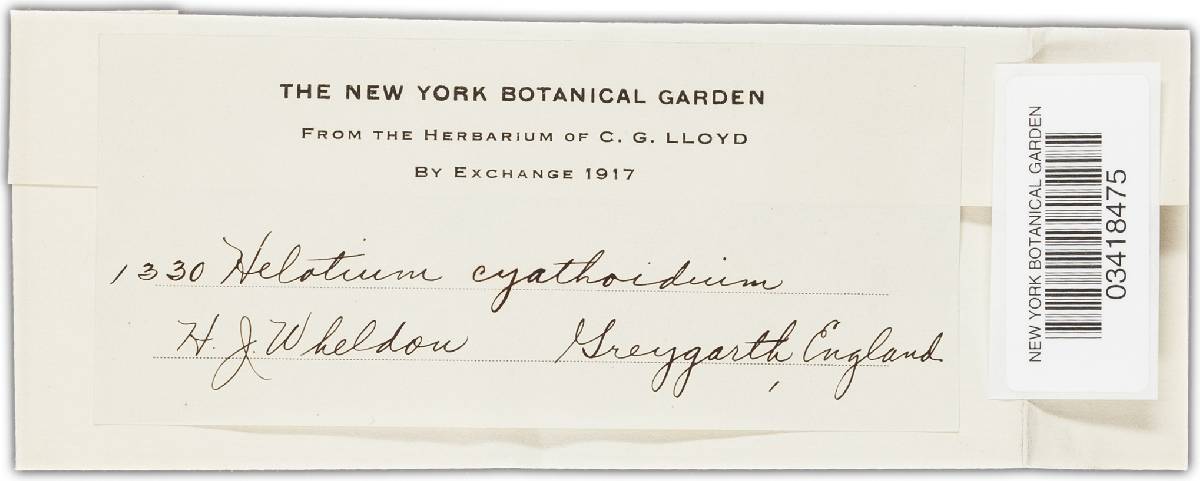 THE NEW YORK BOTANICAL GARDEN
FROM THE HERBARIUM OF C. G. LLOYD
BY EXCHANGE 1917
1330 Helotium cyathoidium
H. J. Wheldon Greygarth, England
NEW YORK BOTANICAL GARDEN
03418475